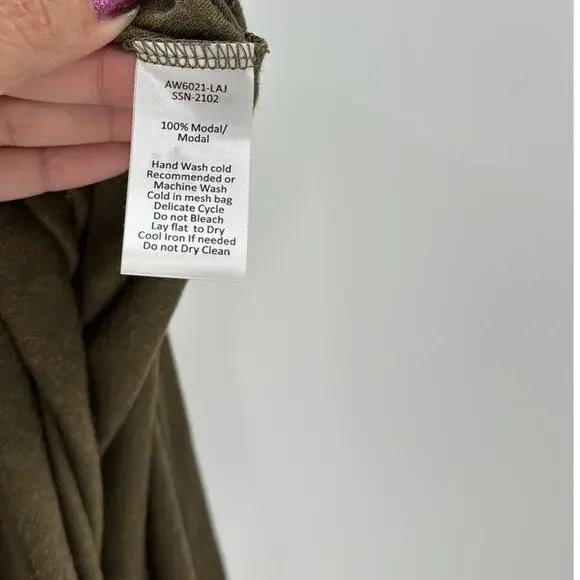 AW6021-LAJ
SSN-2102
100% Modal/
Modal
Hand Wash cold
Recommended or
Machine Wash
Cold in mesh bag
Delicate Cycle
Do not Bleach
Lay flat to Dry
Cool Iron If needed
Do not Dry Clean